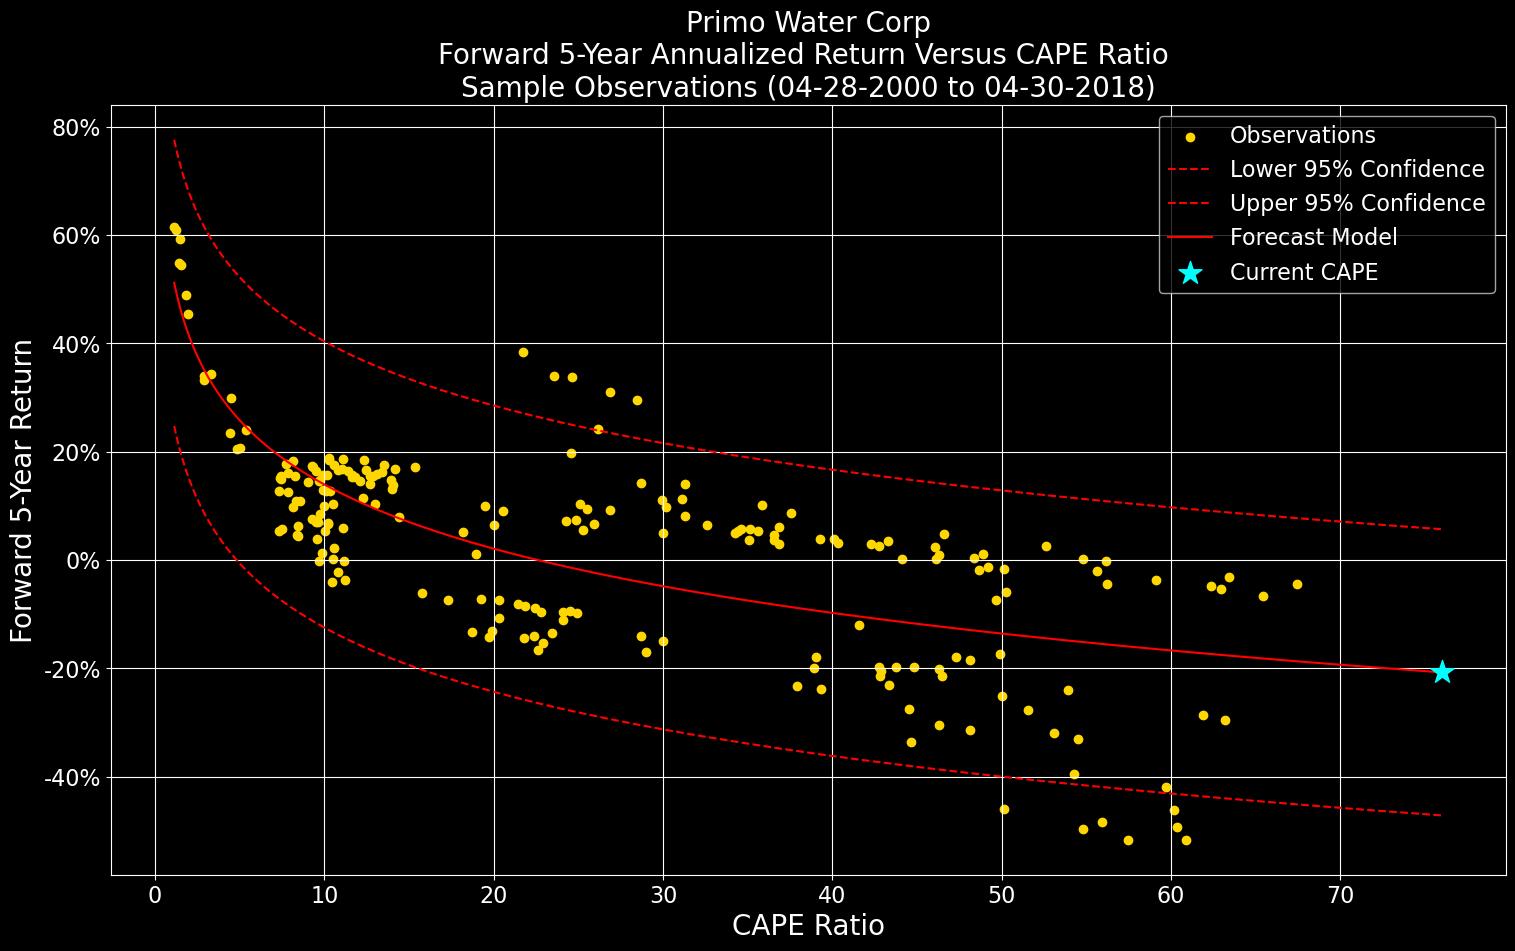 Primo Water Corp
Forward 5-Year Annualized Return Versus CAPE Ratio
Sample Observations (04-28-2000 to 04-30-2018)
Observations
Lower 95% Confidence
Upper 95% Confidence
Forecast Model
Current CAPE
Forward 5-Year Return
80%
60%
40%
20%
0%
-20%
-40%
0 10 20 30 40 50 60 70
CAPE Ratio